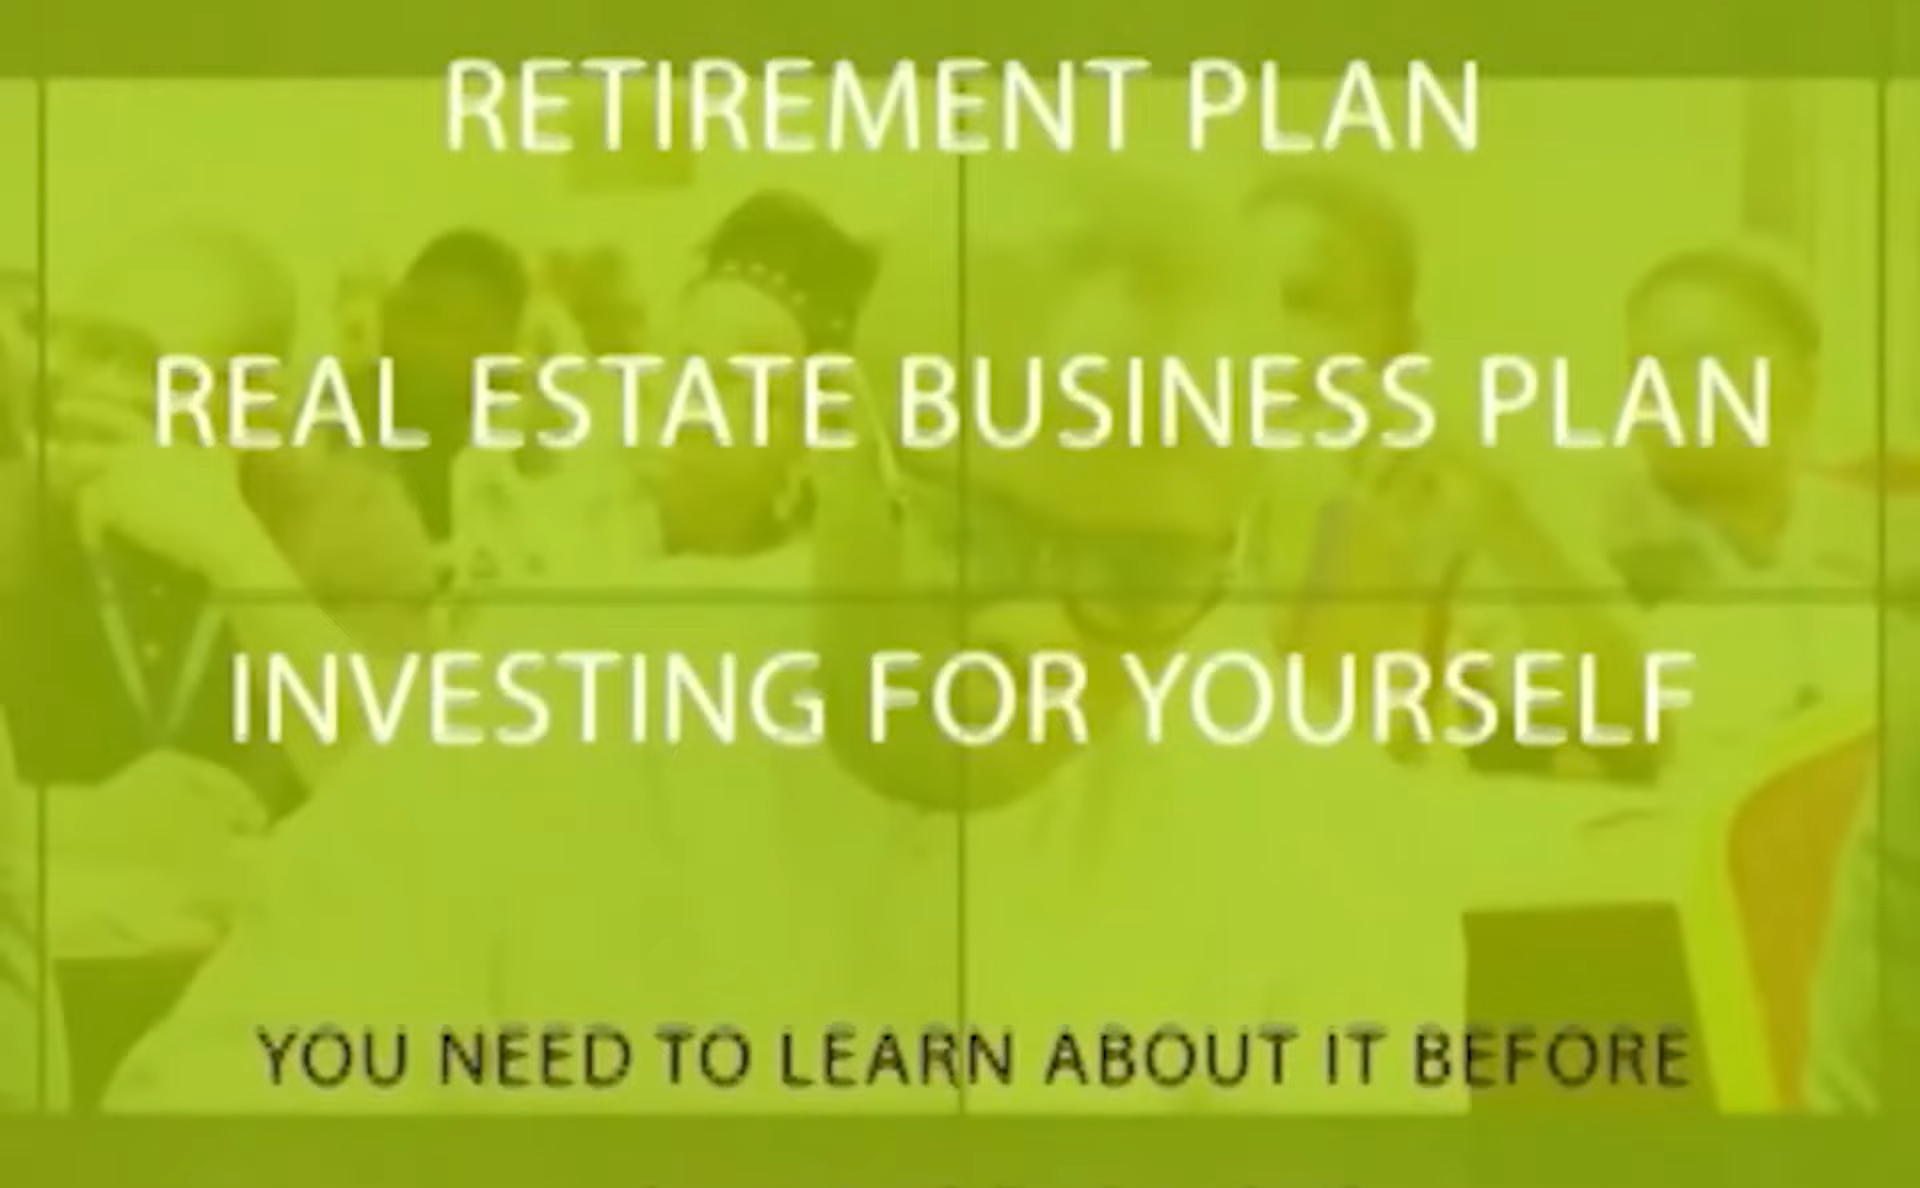 RETIREMENT PLAN
REAL ESTATE BUSINESS PLAN
INVESTING FOR YOURSELF
YOU NEED TO LEARN ABOUT IT BEFORE